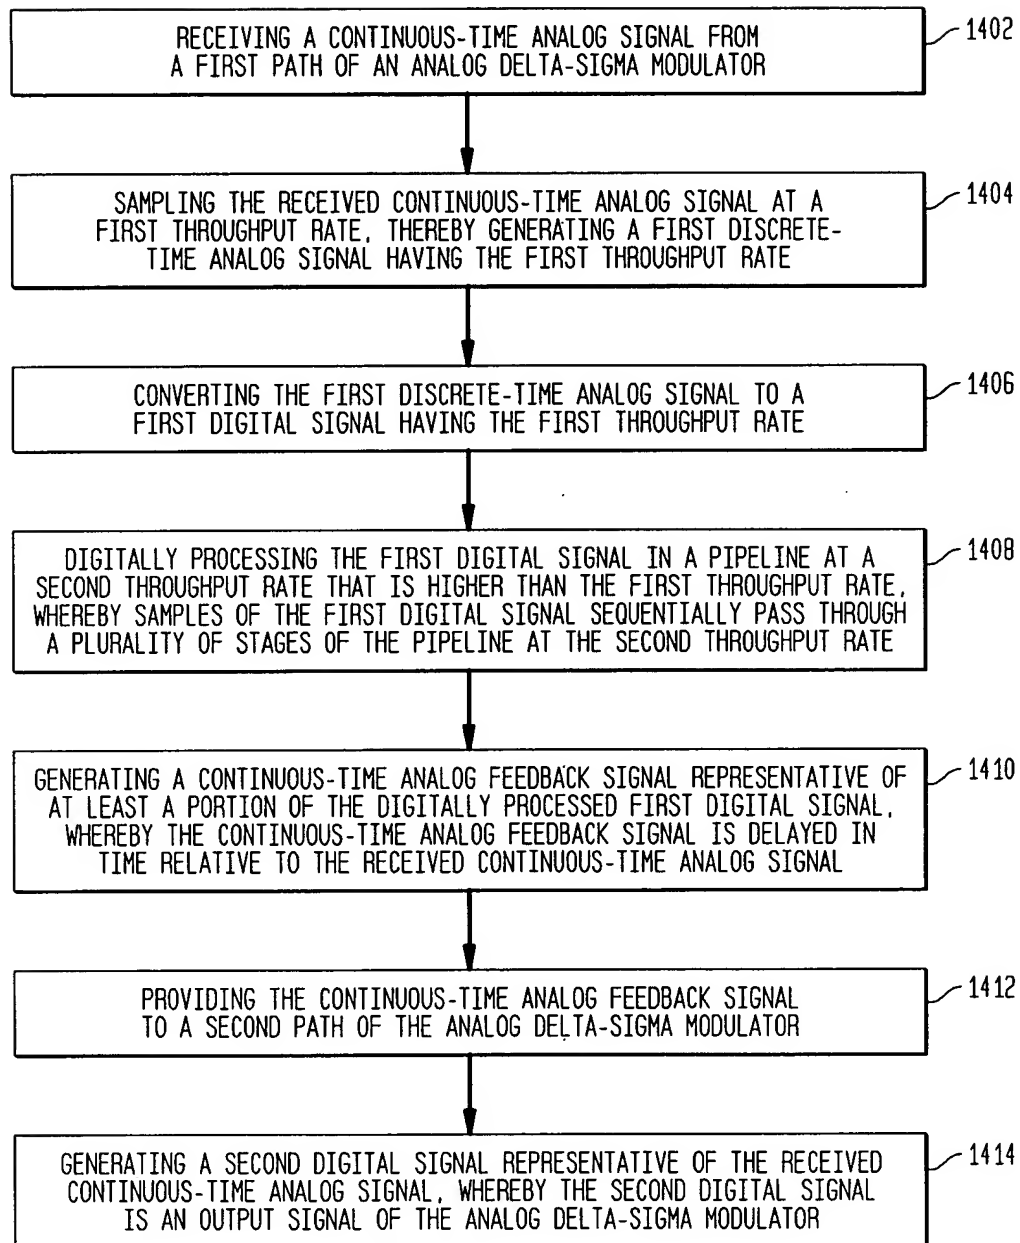 RECEIVING A CONTINUOUS-TIME ANALOG SIGNAL FROM
A FIRST PATH OF AN ANALOG DELTA-SIGMA MODULATOR
1402
SAMPLING THE RECEIVED CONTINUOUS-TIME ANALOG SIGNAL AT A
FIRST THROUGHPUT RATE, THEREBY GENERATING A FIRST DISCRETE-
TIME ANALOG SIGNAL HAVING THE FIRST THROUGHPUT RATE
1404
CONVERTING THE FIRST DISCRETE-TIME ANALOG SIGNAL TO A
FIRST DIGITAL SIGNAL HAVING THE FIRST THROUGHPUT RATE
1406
DIGITALLY PROCESSING THE FIRST DIGITAL SIGNAL IN A PIPELINE AT A
SECOND THROUGHPUT RATE THAT IS HIGHER THAN THE FIRST THROUGHPUT RATE,
WHEREBY SAMPLES OF THE FIRST DIGITAL SIGNAL SEQUENTIALLY PASS THROUGH
A PLURALITY OF STAGES OF THE PIPELINE AT THE SECOND THROUGHPUT RATE
1408
GENERATING A CONTINUOUS-TIME ANALOG FEEDBACK SIGNAL REPRESENTATIVE OF
AT LEAST A PORTION OF THE DIGITALLY PROCESSED FIRST DIGITAL SIGNAL,
WHEREBY THE CONTINUOUS-TIME ANALOG FEEDBACK SIGNAL IS DELAYED IN
TIME RELATIVE TO THE RECEIVED CONTINUOUS-TIME ANALOG SIGNAL
1410
PROVIDING THE CONTINUOUS-TIME ANALOG FEEDBACK SIGNAL
TO A SECOND PATH OF THE ANALOG DELTA-SIGMA MODULATOR
1412
GENERATING A SECOND DIGITAL SIGNAL REPRESENTATIVE OF THE RECEIVED
CONTINUOUS-TIME ANALOG SIGNAL, WHEREBY THE SECOND DIGITAL SIGNAL
IS AN OUTPUT SIGNAL OF THE ANALOG DELTA-SIGMA MODULATOR
1414